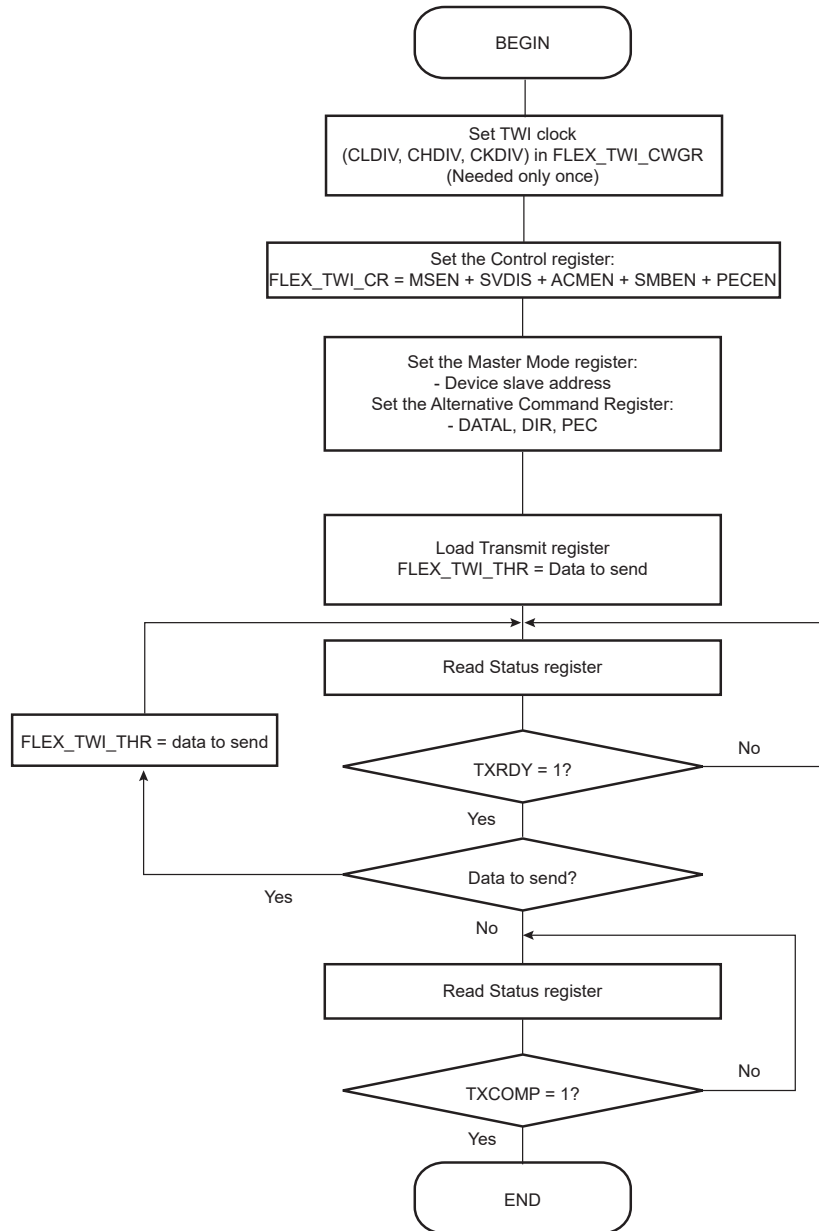 BEGIN
Set TWI clock
(CLDIV, CHDIV, CKDIV) in FLEX_TWI_CWGR
(Needed only once)
Set the Control register:
FLEX_TWI_CR = MSEN + SVDIS + ACMEN + SMBEN + PECEN
Set the Master Mode register:
- Device slave address
Set the Alternative Command Register:
- DATAL, DIR, PEC
Load Transmit register
FLEX_TWI_THR = Data to send
Read Status register
FLEX_TWI_THR = data to send
TXRDY = 1?
No
Yes
Data to send?
Yes
No
Read Status register
TXCOMP = 1?
No
Yes
END